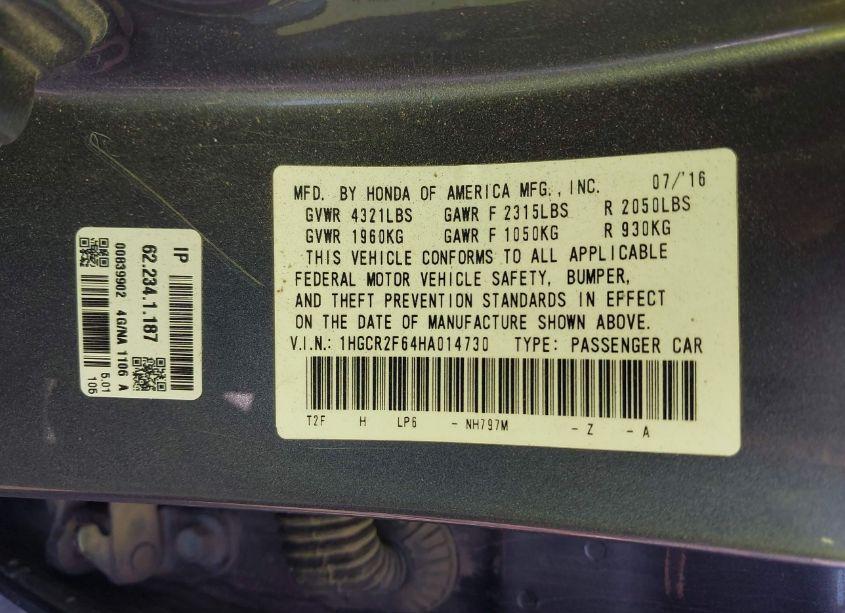 MFD. BY HONDA OF AMERICA MFG., INC. 07/'16
GVWR 4321LBS GAWR F 2315LBS R 2050LBS
GVWR 1960KG GAWR F 1050KG R 930KG
THIS VEHICLE CONFORMS TO ALL APPLICABLE
FEDERAL MOTOR VEHICLE SAFETY, BUMPER,
AND THEFT PREVENTION STANDARDS IN EFFECT
ON THE DATE OF MANUFACTURE SHOWN ABOVE.
V.I.N.: 1HGCR2F64HA014730 TYPE: PASSENGER CAR
T2F H LP6 - NH797M - Z - A
IP
62.234.1.187
00639902 4G/NA 1106 A
5.01
106